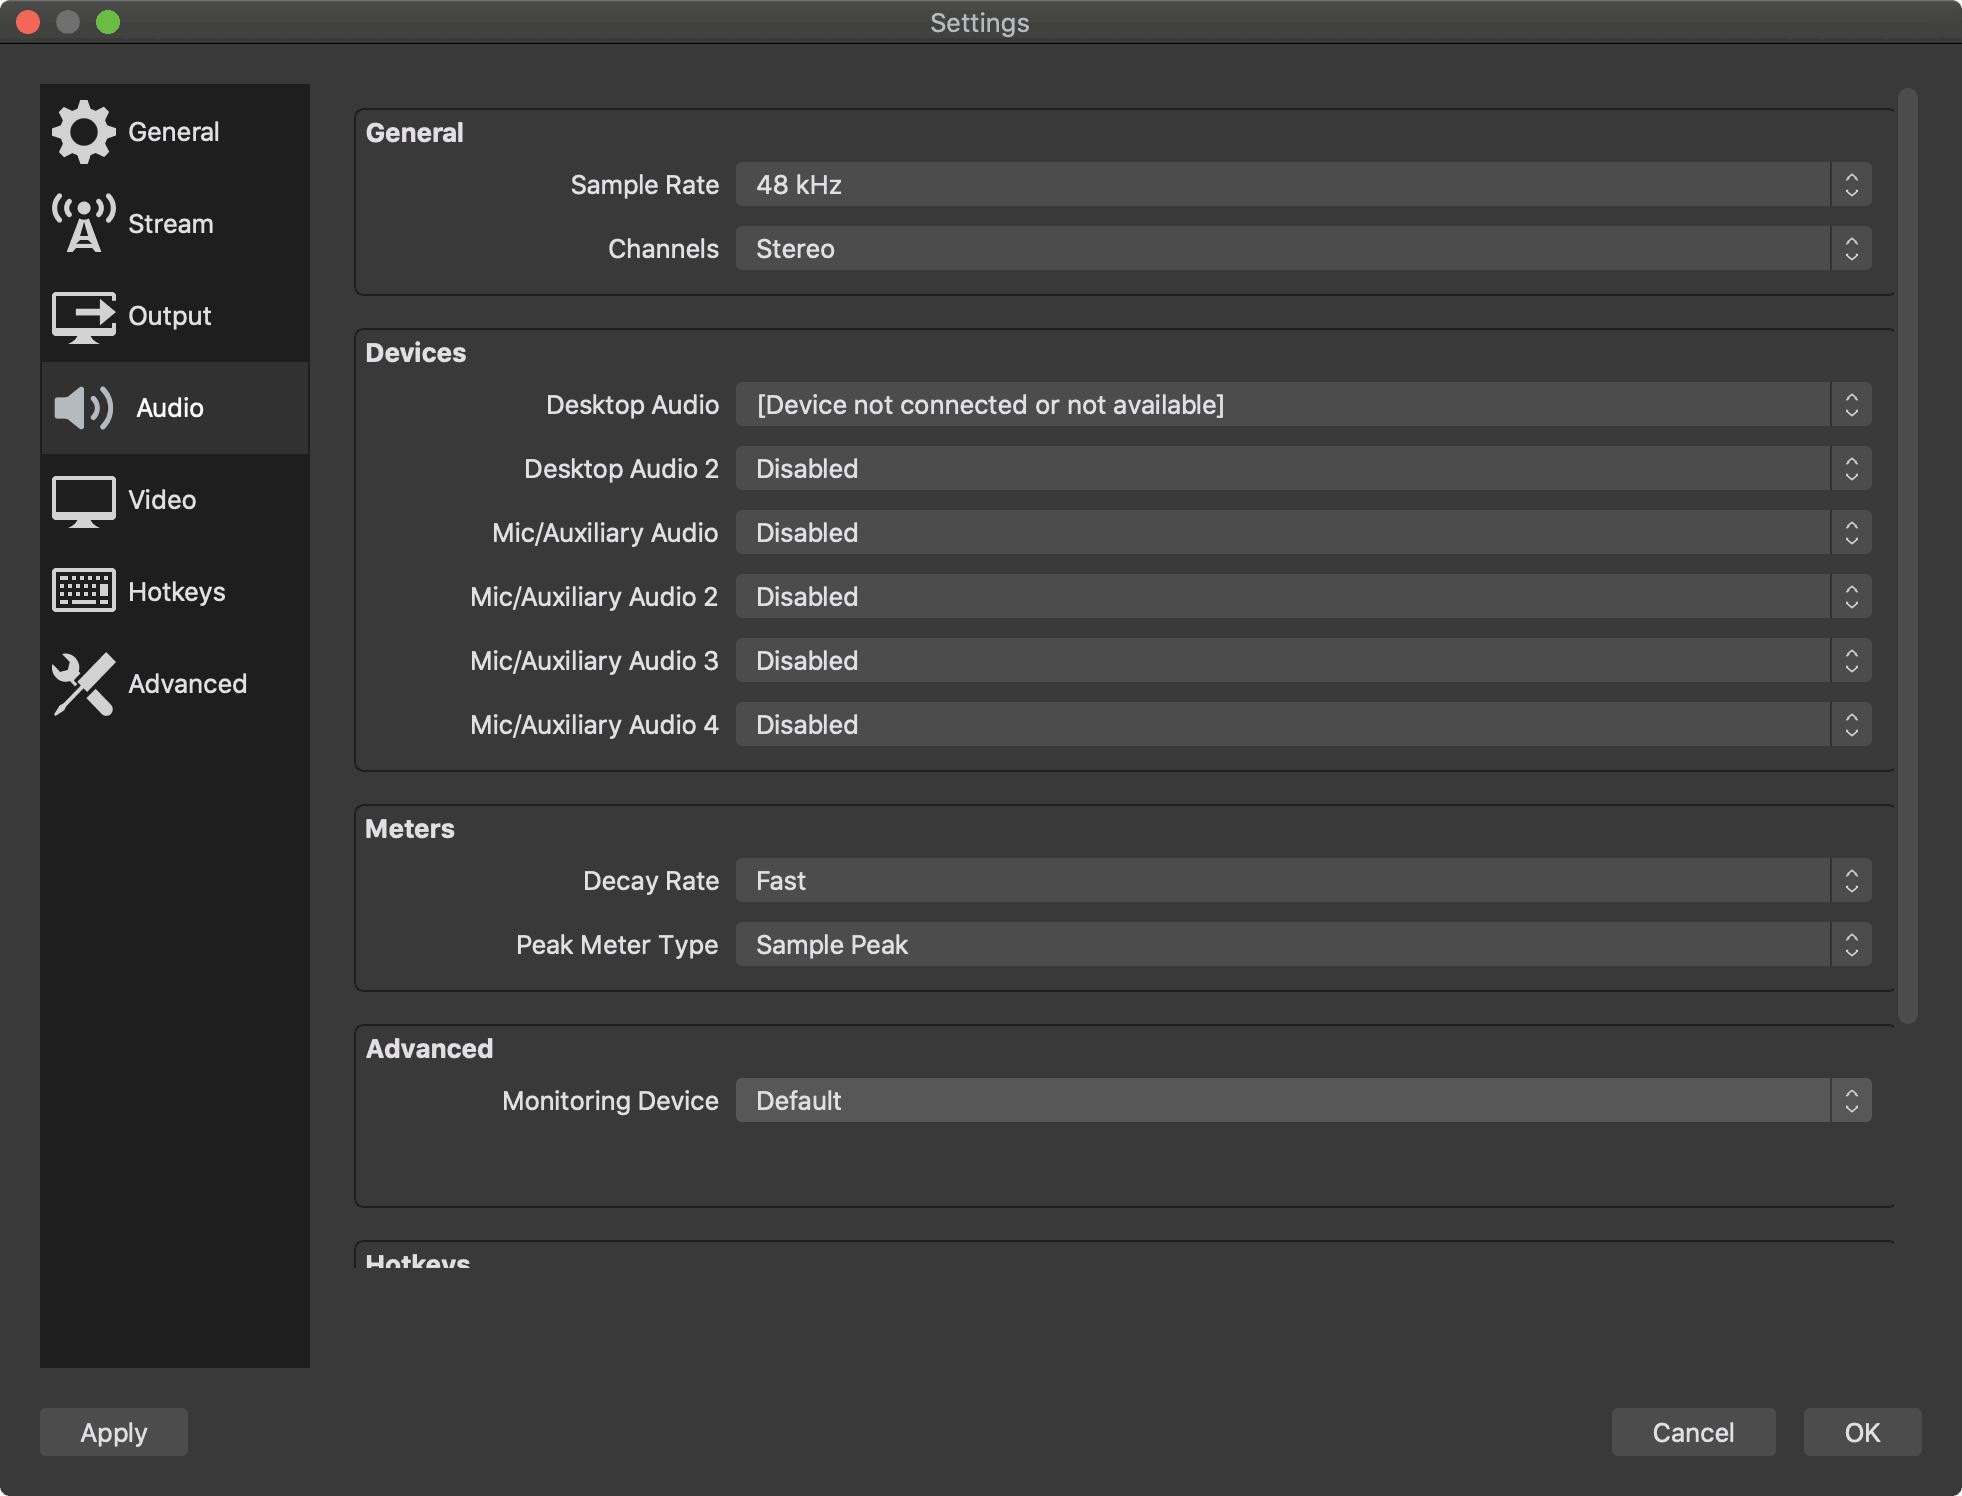 Settings
General
Stream
Output
Audio
Video
Hotkeys
Advanced
General
Sample Rate 48 kHz
Channels Stereo
Devices
Desktop Audio [Device not connected or not available]
Desktop Audio 2 Disabled
Mic/Auxiliary Audio Disabled
Mic/Auxiliary Audio 2 Disabled
Mic/Auxiliary Audio 3 Disabled
Mic/Auxiliary Audio 4 Disabled
Meters
Decay Rate Fast
Peak Meter Type Sample Peak
Advanced
Monitoring Device Default
Hotkeys
Apply Cancel OK